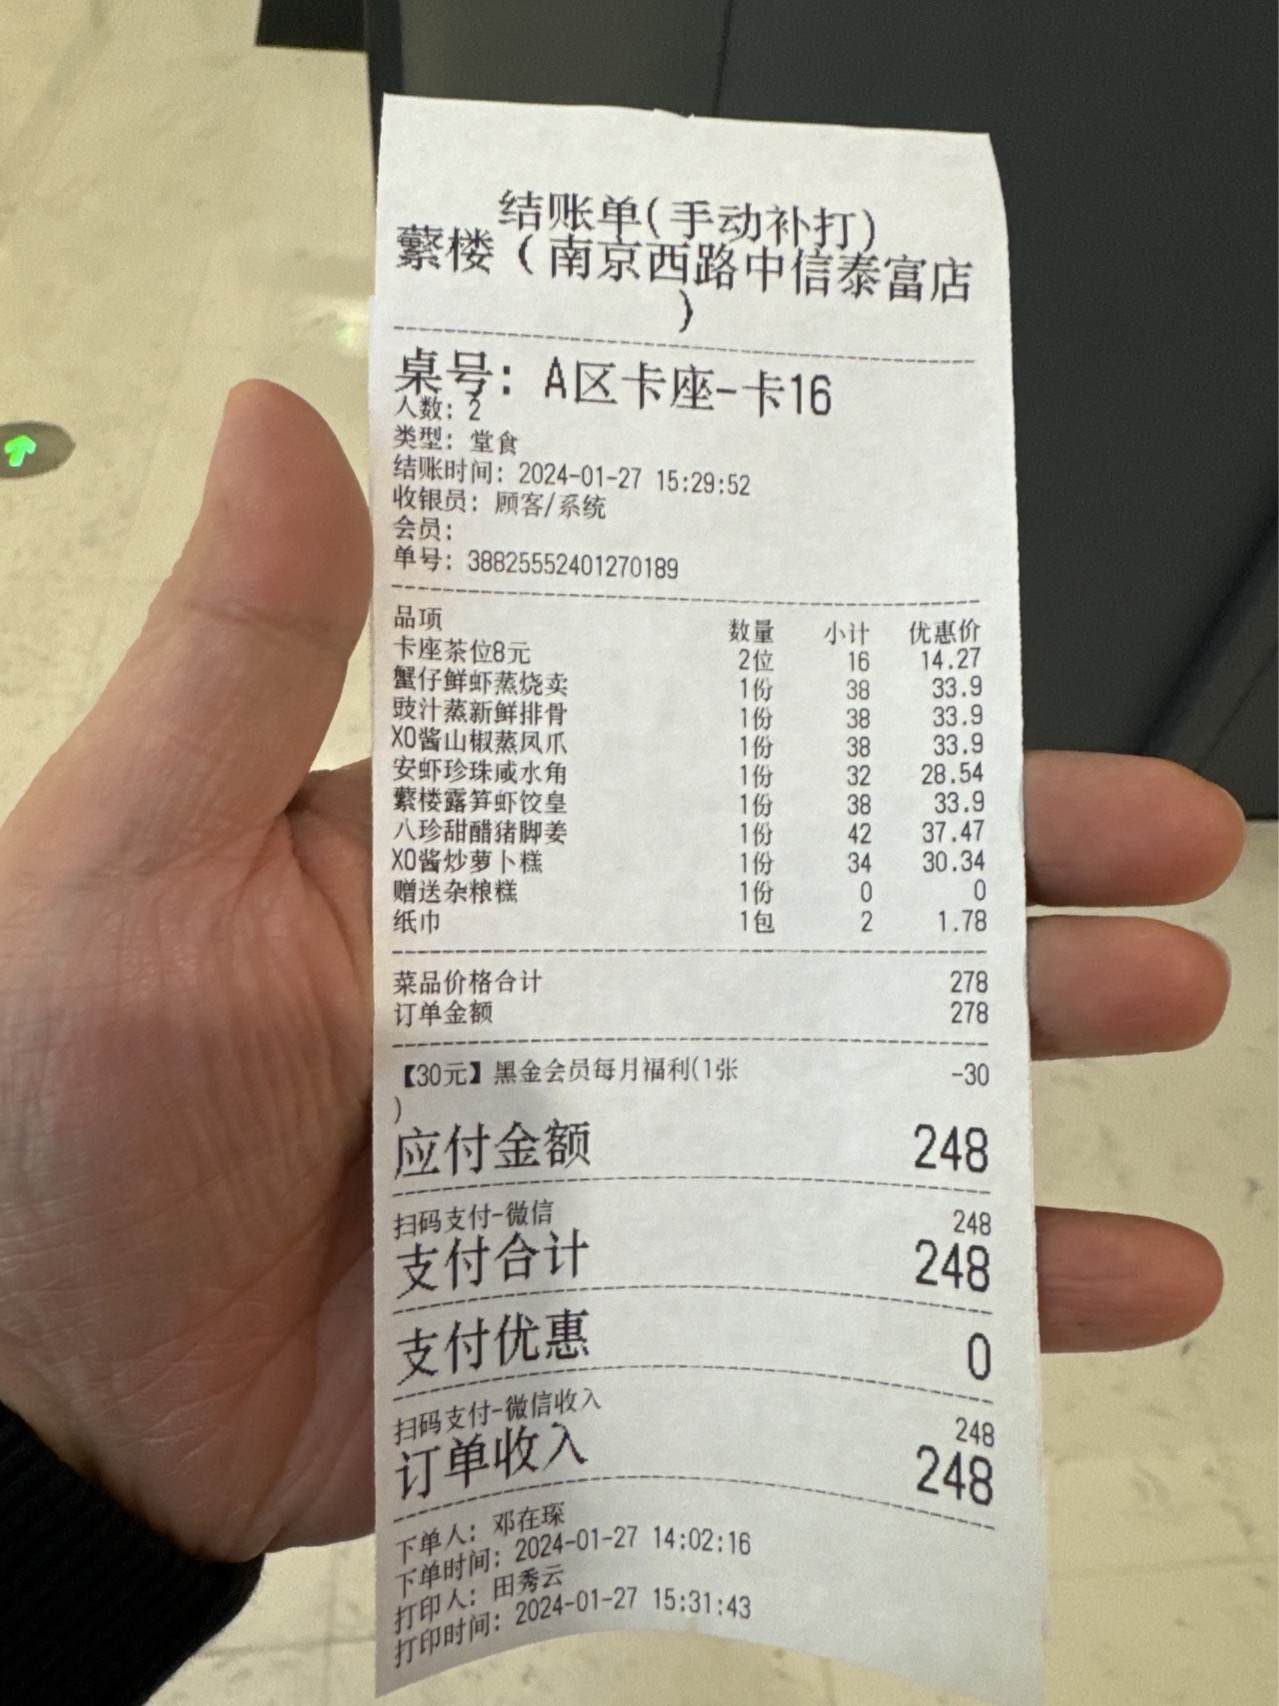 结账单(手动补打)
蘩楼（南京西路中信泰富店
）
桌号: A区卡座-卡16
人数: 2
类型: 堂食
结账时间: 2024-01-27 15:29:52
收银员: 顾客/系统
会员:
单号: 38825552401270189
品项 数量 小计 优惠价
卡座茶位8元 2位 16 14.27
蟹仔鲜虾蒸烧卖 1份 38 33.9
豉汁蒸新鲜排骨 1份 38 33.9
XO酱山椒蒸凤爪 1份 38 33.9
安虾珍珠咸水角 1份 32 28.54
蘩楼露笋虾饺皇 1份 38 33.9
八珍甜醋猪脚姜 1份 42 37.47
XO酱炒萝卜糕 1份 34 30.34
赠送杂粮糕 1份 0 0
纸巾 1包 2 1.78
菜品价格合计 278
订单金额 278
【30元】黑金会员每月福利(1张 -30
)
应付金额 248
扫码支付-微信 248
支付合计 248
支付优惠 0
扫码支付-微信收入 248
订单收入 248
下单人: 邓在琛
下单时间: 2024-01-27 14:02:16
打印人: 田秀云
打印时间: 2024-01-27 15:31:43